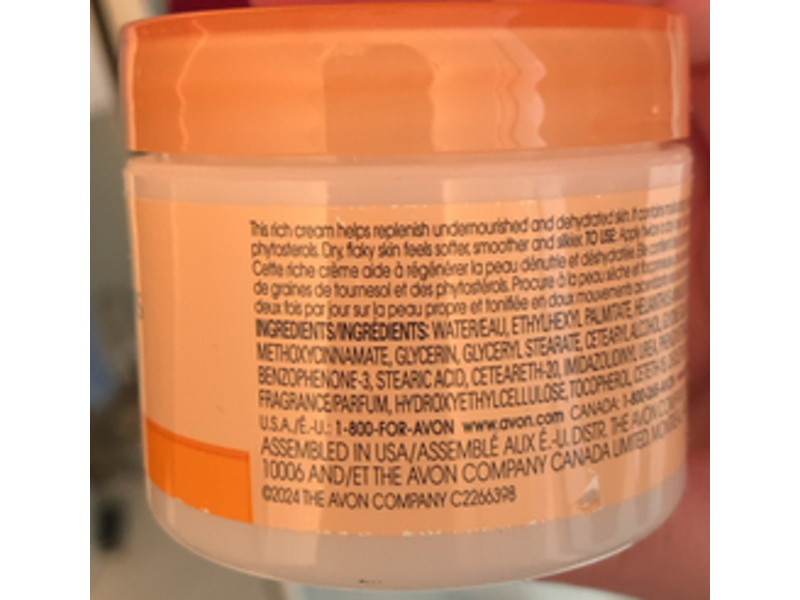 This rich cream helps replenish undernourished and dehydrated skin. It contains
phytosterols. Dry, flaky skin feels softer, smoother and silkier. TO USE: Apply twice
Cette riche crème aide à régénérer la peau dénutrie et déshydratée. Elle
de graines de tournesol et des phytostérols. Procure à la peau sèche et
deux fois par jour sur la peau propre et tonifiée en doux mouvements
INGREDIENTS/INGRÉDIENTS: WATER/EAU, ETHYLHEXYL PALMITATE,
METHOXYCINNAMATE, GLYCERIN, GLYCERYL STEARATE, CETEARYL ALCOHOL,
BENZOPHENONE-3, STEARIC ACID, CETEARETH-20, IMIDAZOLIDINYL UREA,
FRAGRANCE/PARFUM, HYDROXYETHYLCELLULOSE, TOCOPHEROL,
U.S.A./É.-U.: 1-800-FOR-AVON www.avon.com CANADA:
ASSEMBLED IN USA/ASSEMBLÉ AUX É.-U. DISTR. THE AVON
10006 AND/ET THE AVON COMPANY CANADA LIMITED,
©2024 THE AVON COMPANY C2266398